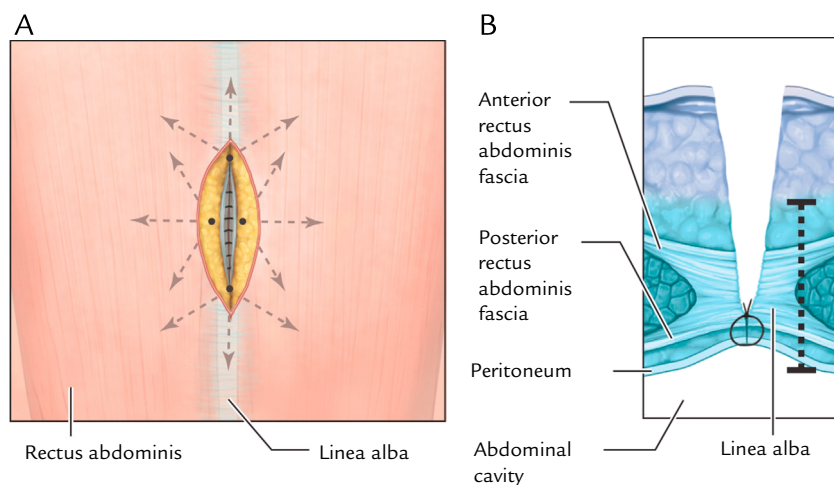 A
Rectus abdominis
Linea alba
B
Anterior
rectus
abdominis
fascia
Posterior
rectus
abdominis
fascia
Peritoneum
Abdominal
cavity
Linea alba